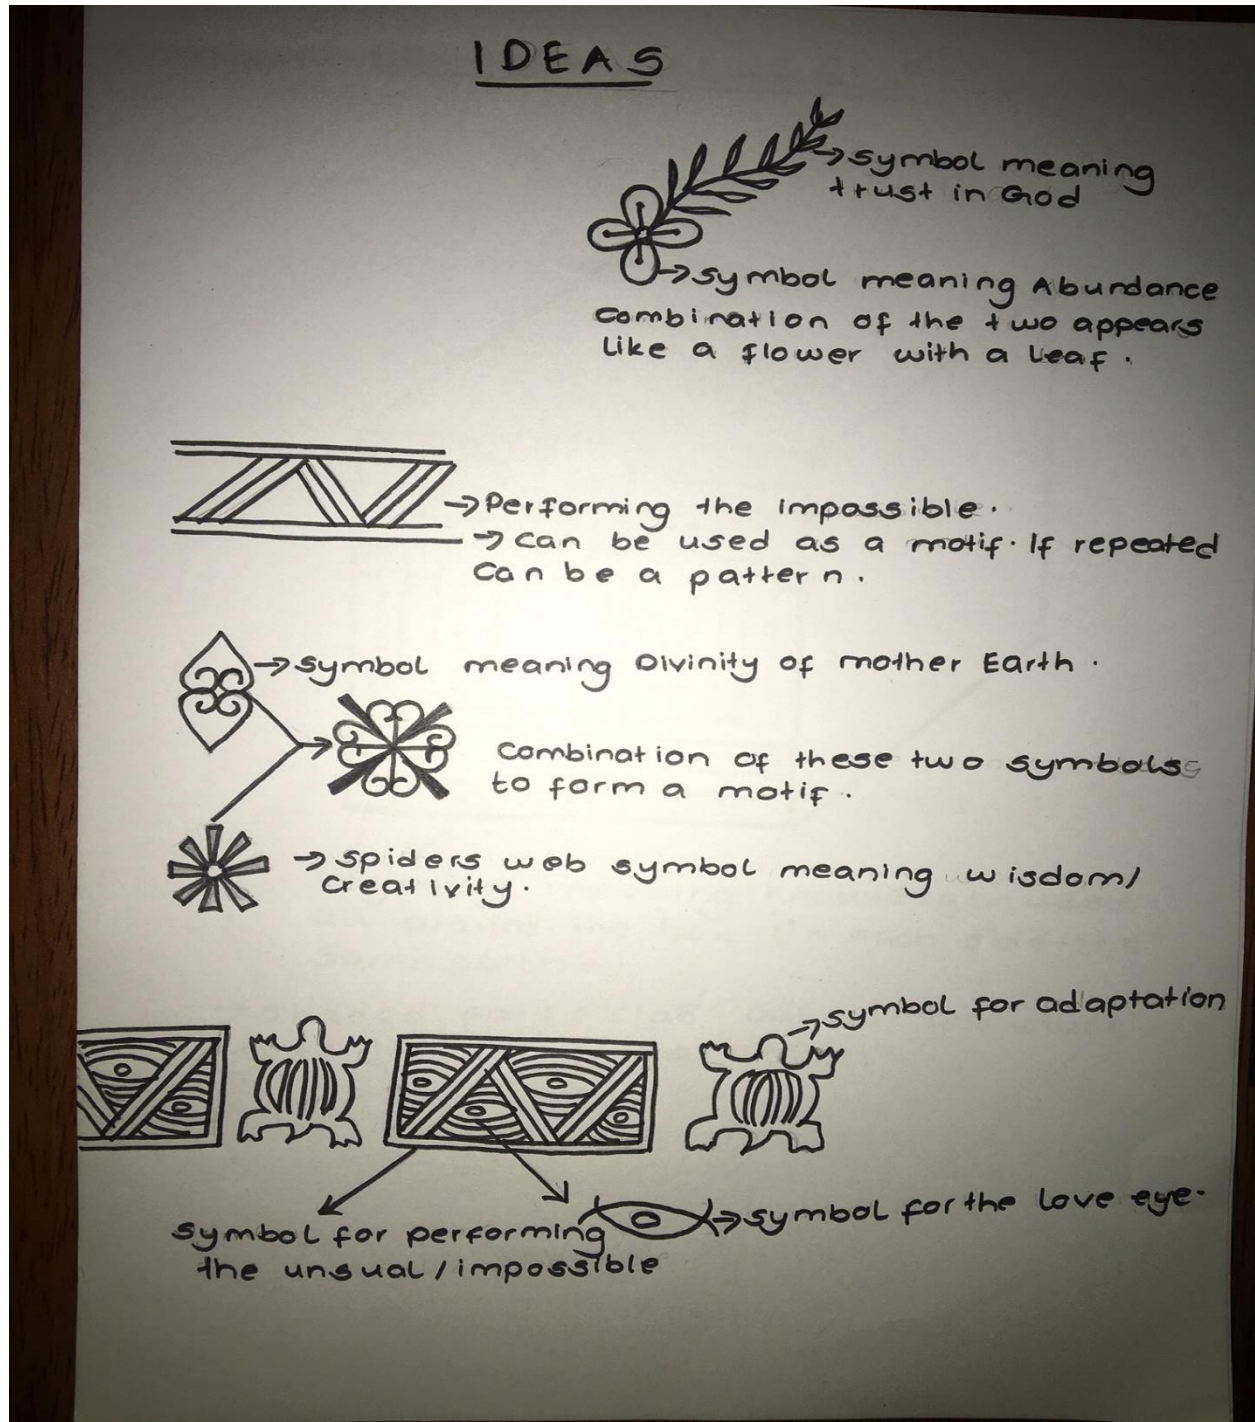 IDEAS
symbol meaning
trust in God
symbol meaning Abundance
combination of the two appears
like a flower with a leaf.
Performing the impossible.
can be used as a motif. If repeated
can be a pattern.
symbol meaning Divinity of mother Earth.
combination of these two symbols
to form a motif.
spiders web symbol meaning wisdom/
creativity.
symbol for adaptation
symbol for the love eye.
symbol for performing
the unsual/impossible